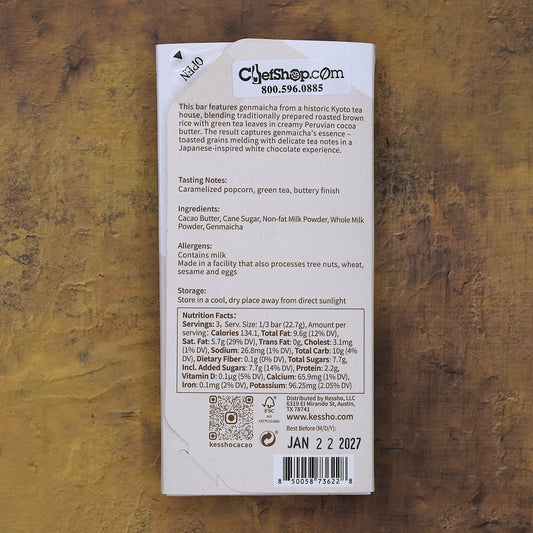 OPEN
ChefShop.com
800.596.0885
This bar features genmaicha from a historic Kyoto tea
house, blending traditionally prepared roasted brown
rice with green tea leaves in creamy Peruvian cocoa
butter. The result captures genmaicha's essence –
toasted grains melding with delicate tea notes in a
Japanese-inspired white chocolate experience.
Tasting Notes:
Caramelized popcorn, green tea, buttery finish
Ingredients:
Cacao Butter, Cane Sugar, Non-fat Milk Powder, Whole Milk
Powder, Genmaicha
Allergens:
Contains milk
Made in a facility that also processes tree nuts, wheat,
sesame and eggs
Storage:
Store in a cool, dry place away from direct sunlight
Nutrition Facts:
Servings: 3, Serv. Size: 1/3 bar (22.7g), Amount per
serving: Calories 134.1, Total Fat: 9.6g (12% DV),
Sat. Fat: 5.7g (29% DV), Trans Fat: 0g, Cholest: 3.1mg
(1% DV), Sodium: 26.8mg (1% DV), Total Carb: 10g (4%
DV), Dietary Fiber: 0.1g (0% DV), Total Sugars: 7.7g,
Incl. Added Sugars: 7.7g (14% DV), Protein: 2.2g,
Vitamin D: 0.1μg (5% DV), Calcium: 65.9mg (1% DV),
Iron: 0.1mg (2% DV), Potassium: 96.25mg (2.05% DV)
kesshocacao
FSC
Distributed by Kessho, LLC
6319 El Mirando St, Austin,
TX 78741
www.kessho.com
Best Before (M/D/Y):
JAN 22 2027
8 50058 73622 8